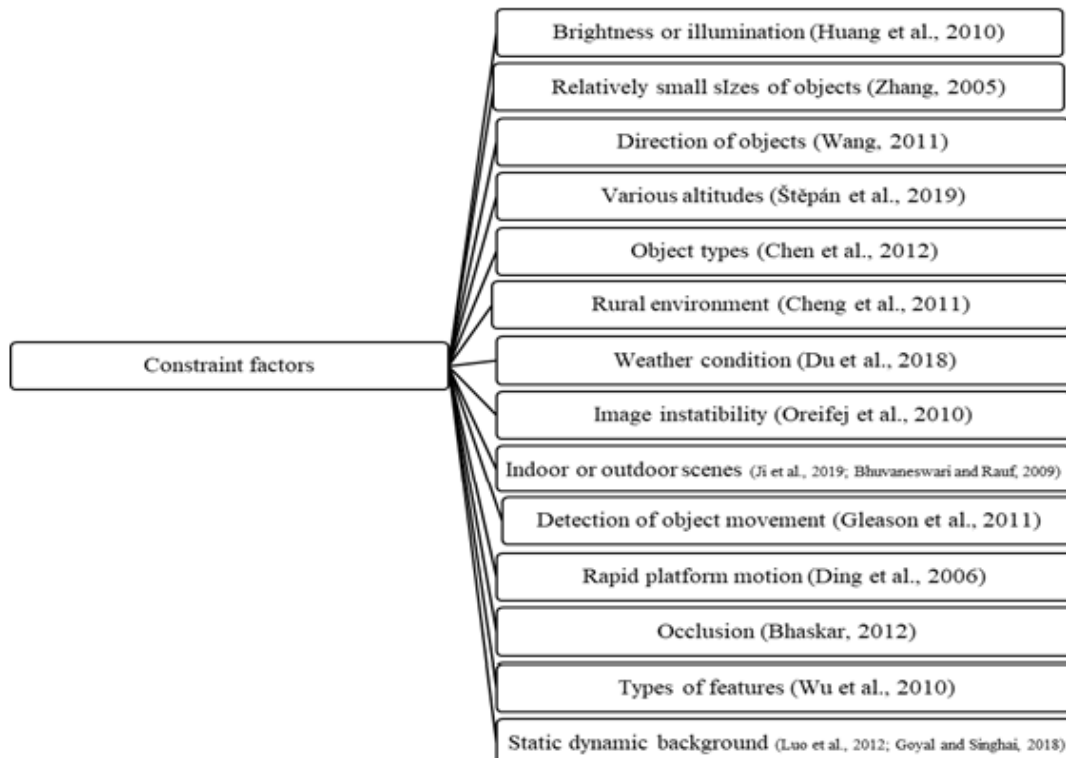 Brightness or illumination (Huang et al., 2010)
Relatively small sIzes of objects (Zhang, 2005)
Direction of objects (Wang, 2011)
Various altitudes (Štěpán et al., 2019)
Object types (Chen et al., 2012)
Rural environment (Cheng et al., 2011)
Constraint factors
Weather condition (Du et al., 2018)
Image instatibility (Oreifej et al., 2010)
Indoor or outdoor scenes (Ji et al., 2019; Bhuvaneswari and Rauf, 2009)
Detection of object movement (Gleason et al., 2011)
Rapid platform motion (Ding et al., 2006)
Occlusion (Bhaskar, 2012)
Types of features (Wu et al., 2010)
Static dynamic background (Luo et al., 2012; Goyal and Singhai, 2018)